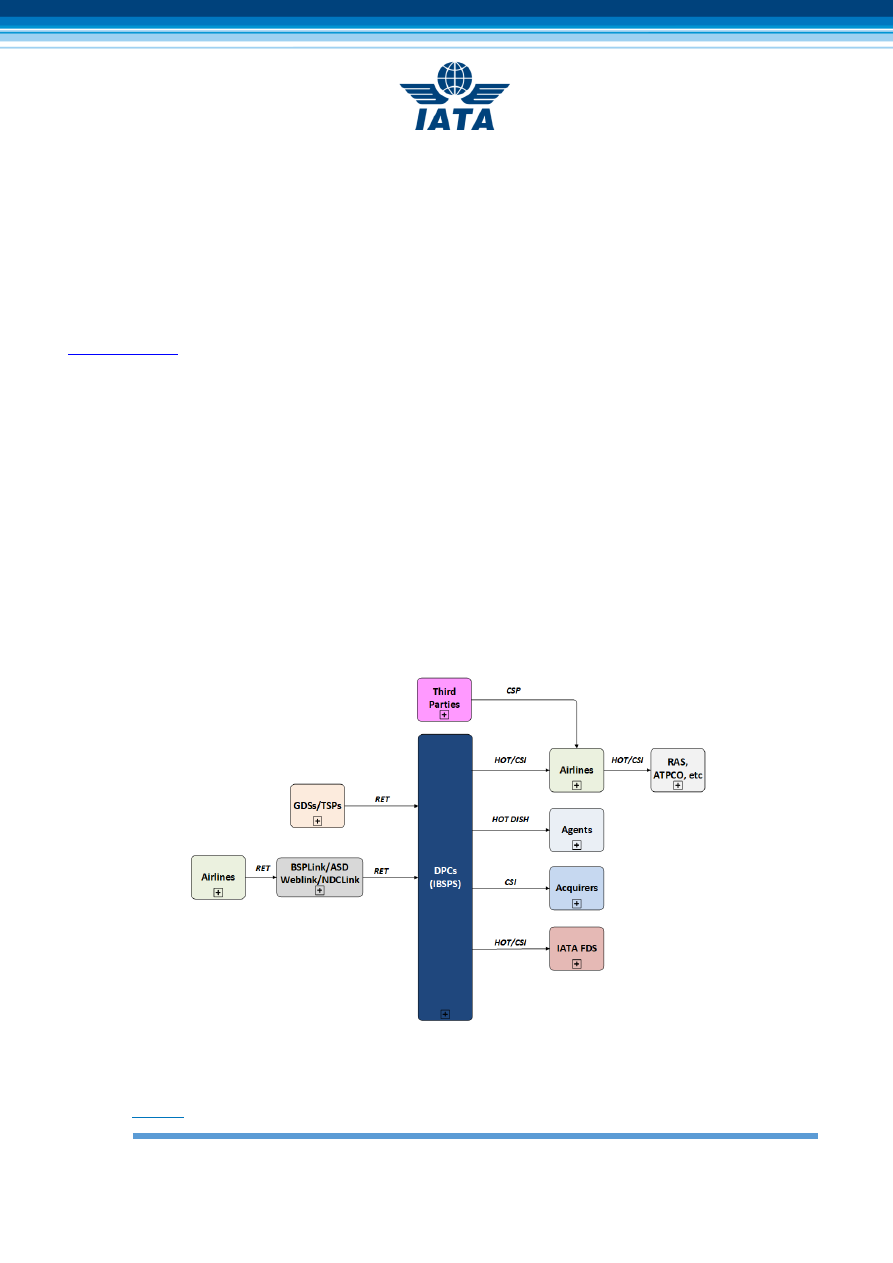 IATA
Third
Parties
CSP
HOT/CSI
Airlines
HOT/CSI
RAS,
ATPCO, etc
GDSs/TSPs
RET
HOT DISH
Agents
Airlines
RET
BSPLink/ASD
Weblink/NDCLink
RET
DPCs
(IBSPS)
CSI
Acquirers
HOT/CSI
IATA FDS